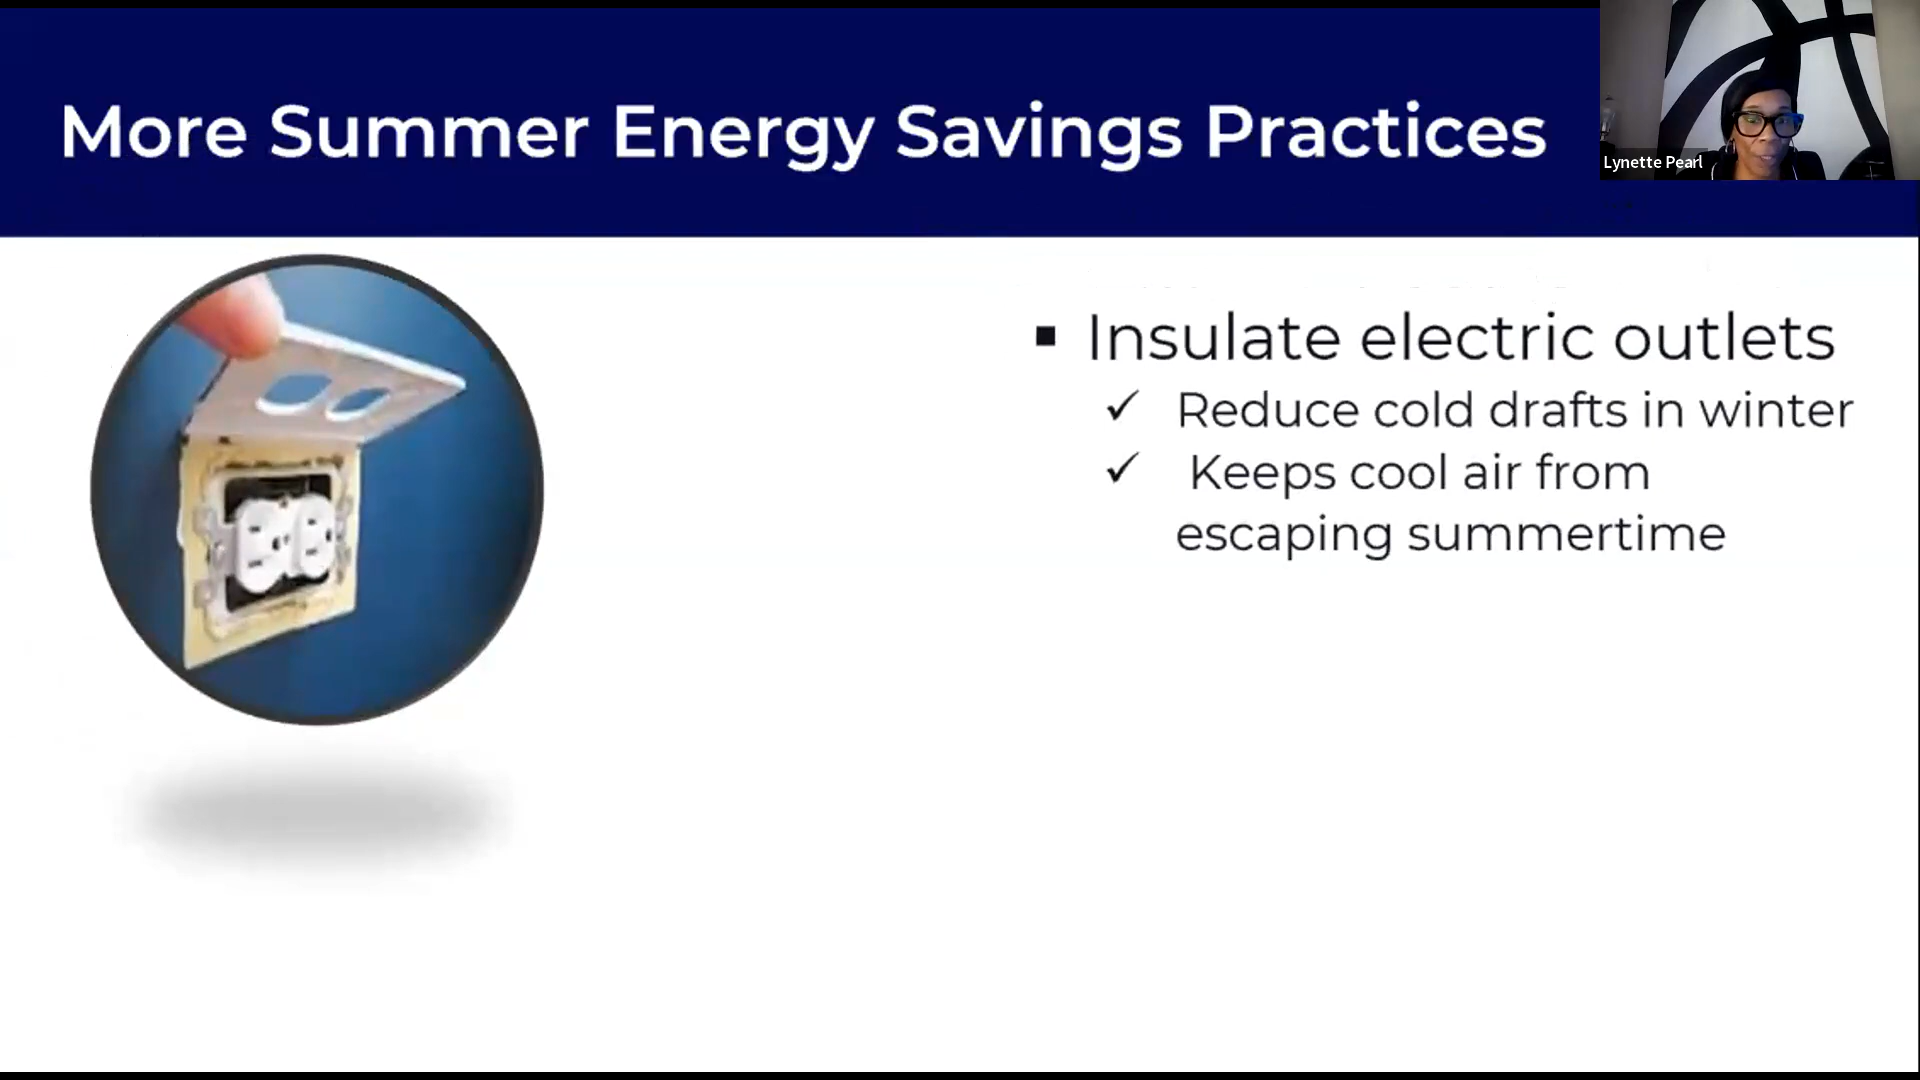 More Summer Energy Savings Practices
Lynette Pearl
▪ Insulate electric outlets
✓ Reduce cold drafts in winter
✓ Keeps cool air from
escaping summertime